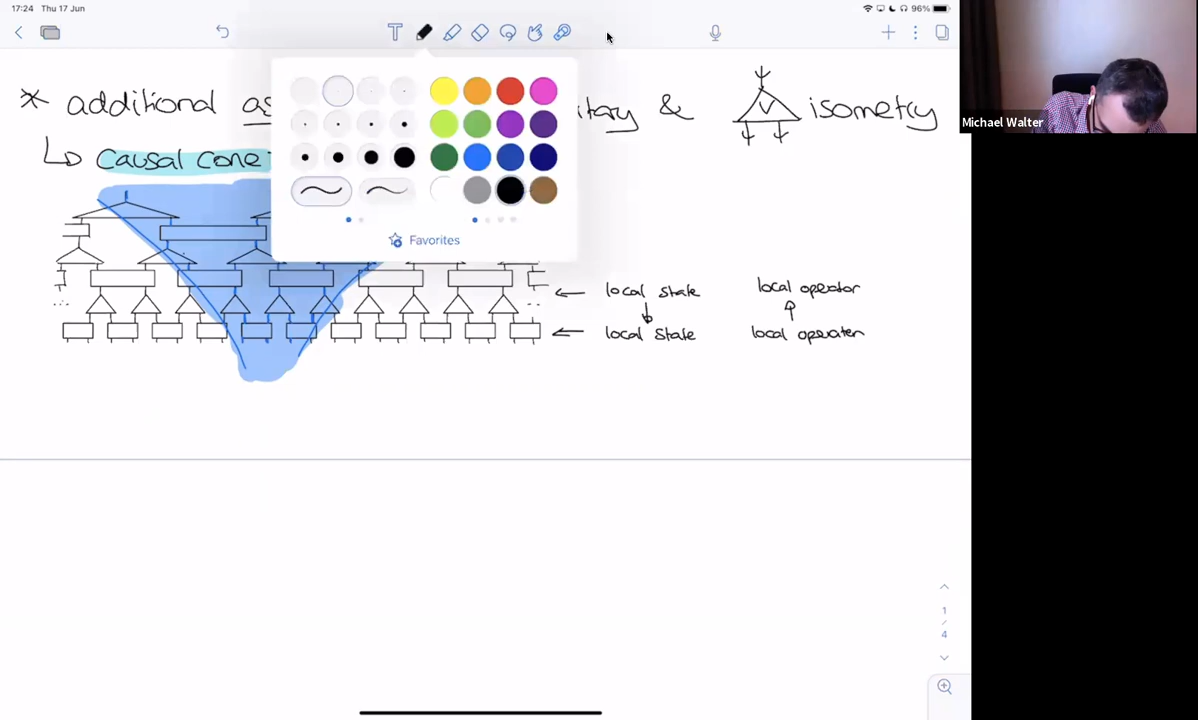 17:24 Thu 17 Jun
96%
T
* additional as itary & V isometry
Michael Walter
↳ causal cone
Favorites
← local state local operator
↓ ↑
← local state local operator
1
/
4